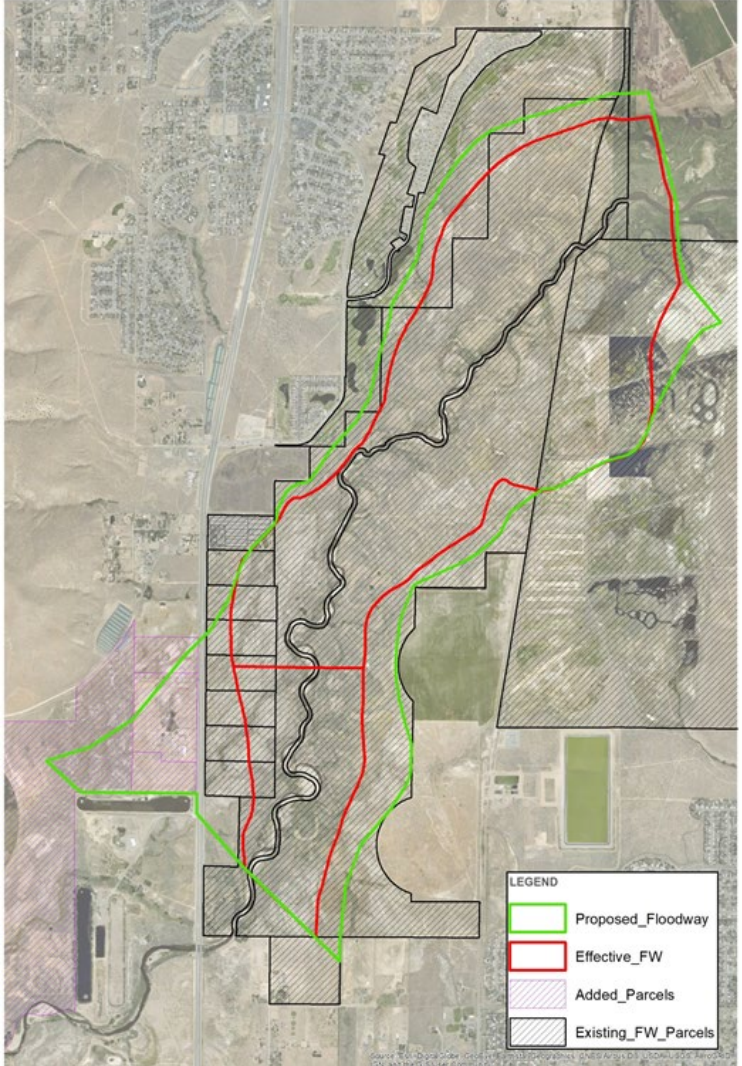 LEGEND
Proposed_Floodway
Effective_FW
Added_Parcels
Existing_FW_Parcels